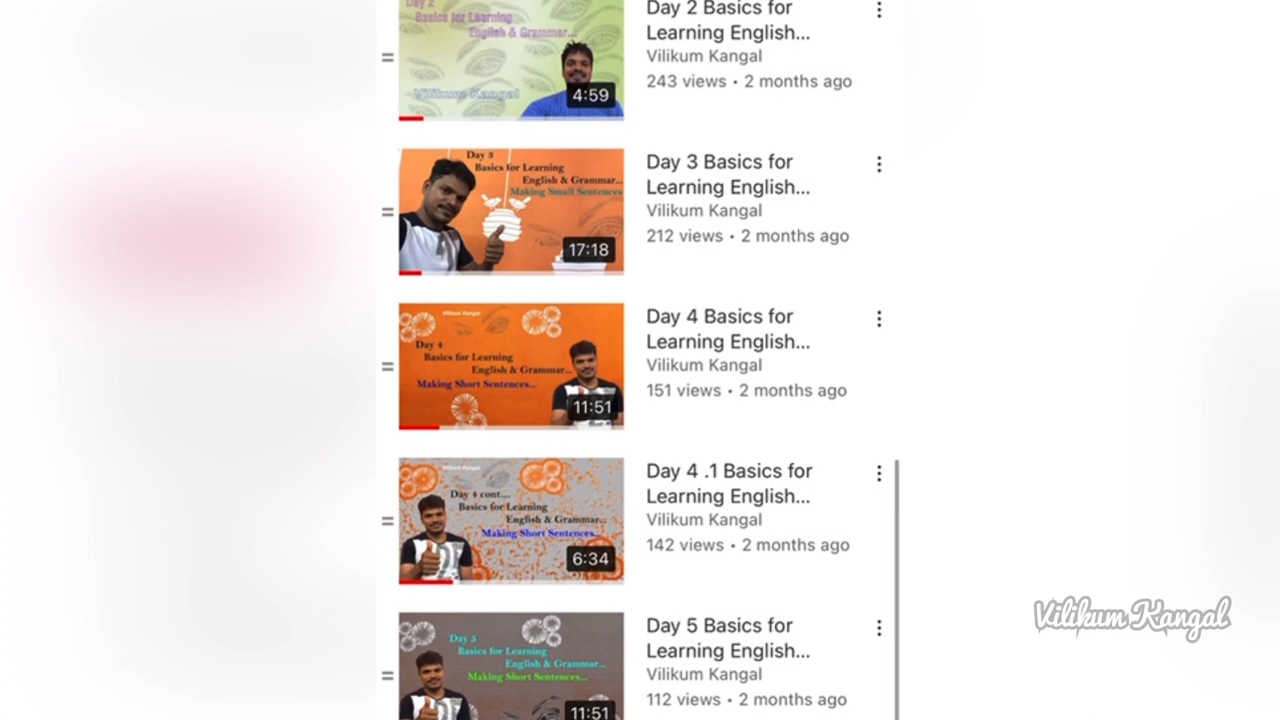 Day 2
Basics for Learning
English & Grammar...
Vilikum Kangal
4:59
Day 2 Basics for
Learning English...
Vilikum Kangal
243 views • 2 months ago
Day 3
Basics for Learning
English & Grammar...
Making Small Sentences
17:18
Day 3 Basics for
Learning English...
Vilikum Kangal
212 views • 2 months ago
Vilikum Kangal
Day 4
Basics for Learning
English & Grammar...
Making Short Sentences...
11:51
Day 4 Basics for
Learning English...
Vilikum Kangal
151 views • 2 months ago
Vilikum Kangal
Day 4 cont....
Basics for Learning
English & Grammar...
Making Short Sentences...
6:34
Day 4 .1 Basics for
Learning English...
Vilikum Kangal
142 views • 2 months ago
Day 5
Basics for Learning
English & Grammar...
Making Short Sentences...
11:51
Day 5 Basics for
Learning English...
Vilikum Kangal
112 views • 2 months ago
Vilikum Kangal